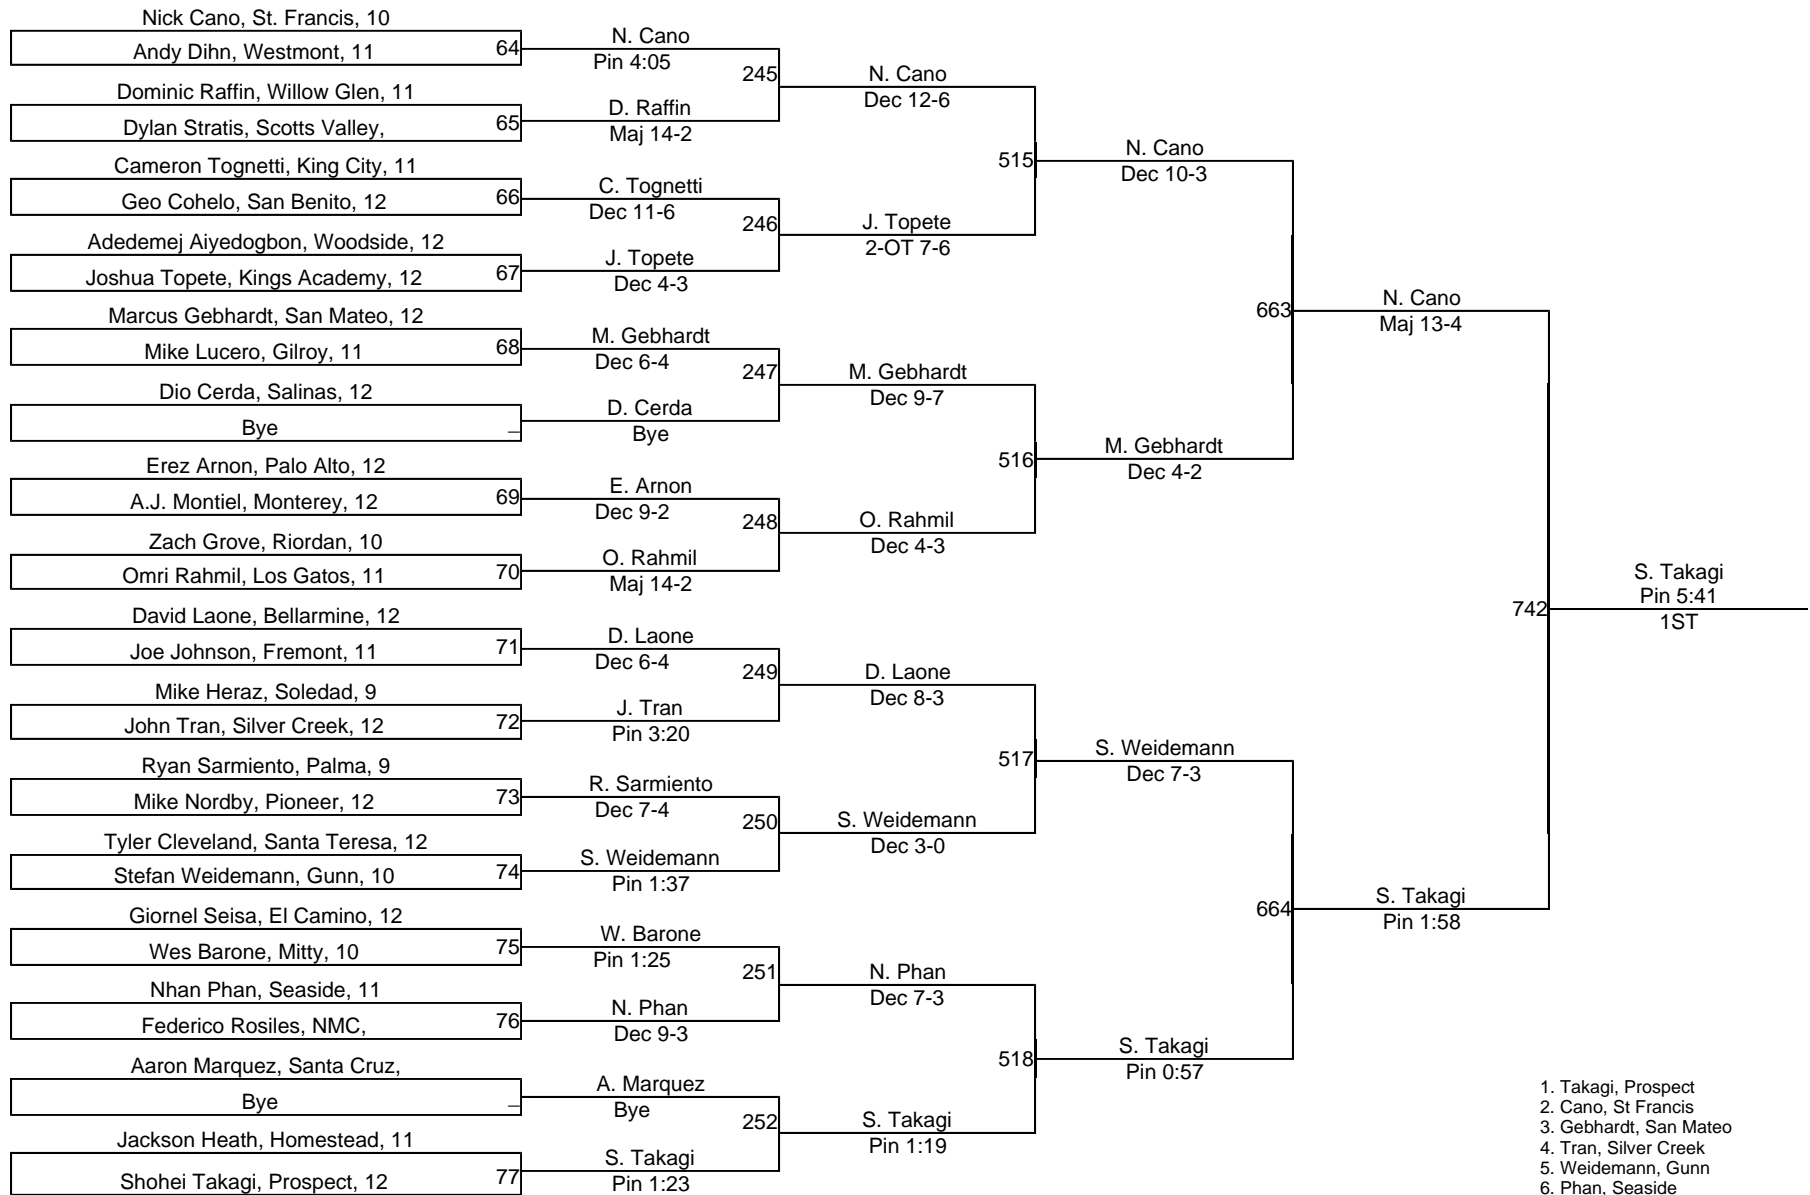 Nick Cano, St. Francis, 10
Andy Dihn, Westmont, 11
64
Dominic Raffin, Willow Glen, 11
Dylan Stratis, Scotts Valley,
65
Cameron Tognetti, King City, 11
Geo Cohelo, San Benito, 12
66
Adedemej Aiyedogbon, Woodside, 12
Joshua Topete, Kings Academy, 12
67
Marcus Gebhardt, San Mateo, 12
Mike Lucero, Gilroy, 11
68
Dio Cerda, Salinas, 12
Bye
_
Erez Arnon, Palo Alto, 12
A.J. Montiel, Monterey, 12
69
Zach Grove, Riordan, 10
Omri Rahmil, Los Gatos, 11
70
David Laone, Bellarmine, 12
Joe Johnson, Fremont, 11
71
Mike Heraz, Soledad, 9
John Tran, Silver Creek, 12
72
Ryan Sarmiento, Palma, 9
Mike Nordby, Pioneer, 12
73
Tyler Cleveland, Santa Teresa, 12
Stefan Weidemann, Gunn, 10
74
Giornel Seisa, El Camino, 12
Wes Barone, Mitty, 10
75
Nhan Phan, Seaside, 11
Federico Rosiles, NMC,
76
Aaron Marquez, Santa Cruz,
Bye
_
Jackson Heath, Homestead, 11
Shohei Takagi, Prospect, 12
77
N. Cano
Pin 4:05
245
D. Raffin
Maj 14-2
C. Tognetti
Dec 11-6
246
J. Topete
Dec 4-3
M. Gebhardt
Dec 6-4
247
D. Cerda
Bye
E. Arnon
Dec 9-2
248
O. Rahmil
Maj 14-2
D. Laone
Dec 6-4
249
J. Tran
Pin 3:20
R. Sarmiento
Dec 7-4
250
S. Weidemann
Pin 1:37
W. Barone
Pin 1:25
251
N. Phan
Dec 9-3
A. Marquez
Bye
252
S. Takagi
Pin 1:23
N. Cano
Dec 12-6
515
J. Topete
2-OT 7-6
M. Gebhardt
Dec 9-7
516
O. Rahmil
Dec 4-3
D. Laone
Dec 8-3
517
S. Weidemann
Dec 3-0
N. Phan
Dec 7-3
518
S. Takagi
Pin 1:19
N. Cano
Dec 10-3
663
M. Gebhardt
Dec 4-2
S. Weidemann
Dec 7-3
664
S. Takagi
Pin 0:57
N. Cano
Maj 13-4
742
S. Takagi
Pin 1:58
S. Takagi
Pin 5:41
1ST
1. Takagi, Prospect
2. Cano, St Francis
3. Gebhardt, San Mateo
4. Tran, Silver Creek
5. Weidemann, Gunn
6. Phan, Seaside